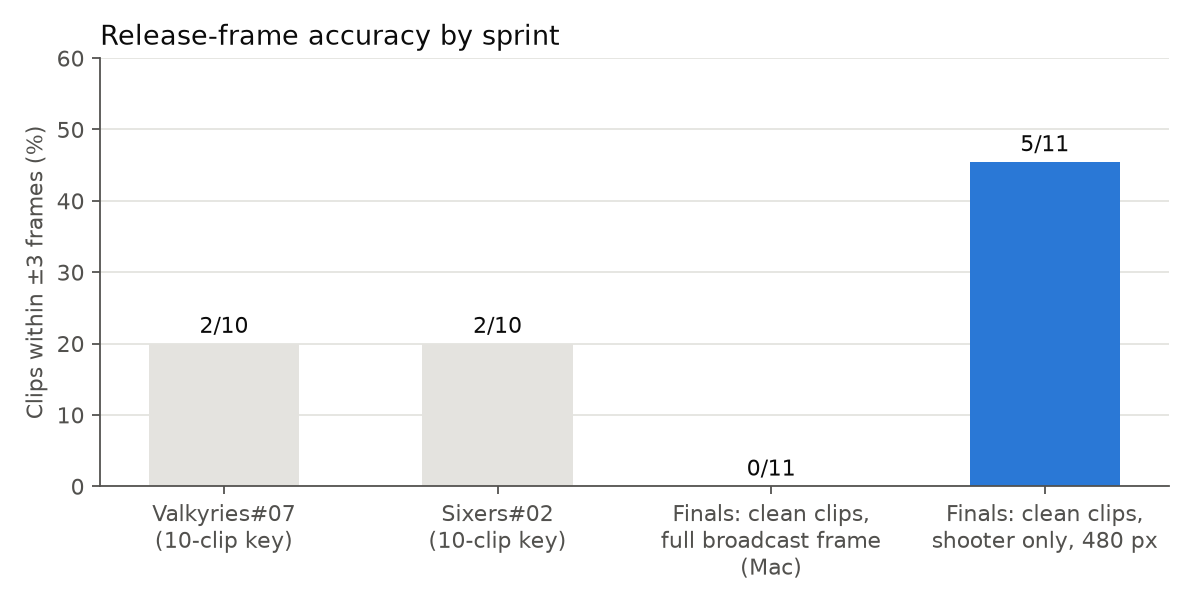 Release-frame accuracy by sprint
Clips within ±3 frames (%)
60
50
40
30
20
10
0
2/10
2/10
0/11
5/11
Valkyries#07
(10-clip key)
Sixers#02
(10-clip key)
Finals: clean clips,
full broadcast frame
(Mac)
Finals: clean clips,
shooter only, 480 px